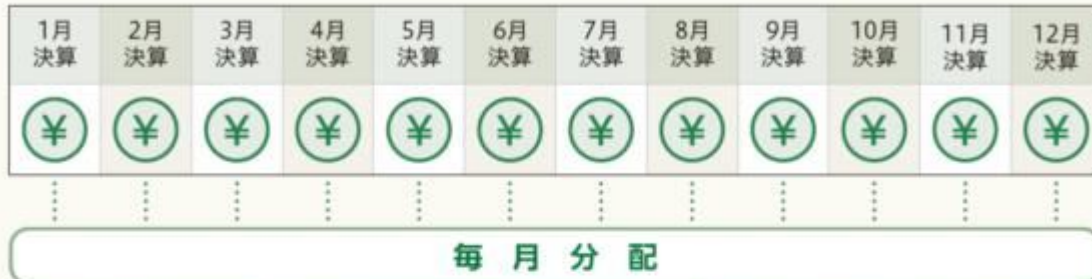 1月 2月 3月 4月 5月 6月 7月 8月 9月 10月 11月 12月
決算 決算 決算 決算 決算 決算 決算 決算 決算 決算 決算 決算
¥ ¥ ¥ ¥ ¥ ¥ ¥ ¥ ¥ ¥ ¥ ¥
毎月分配